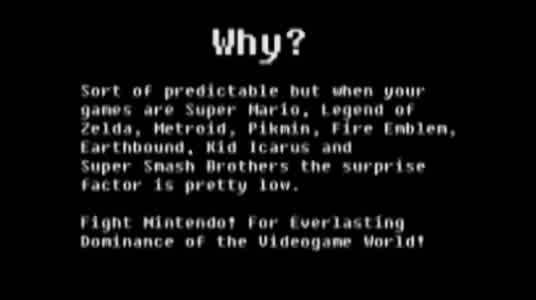 Why?
Sort of predictable but when your
games are Super Mario, Legend of
Zelda, Metroid, Pikmin, Fire Emblem,
Earthbound, Kid Icarus and
Super Smash Brothers the surprise
factor is pretty low.
Fight Nintendo! For Everlasting
Dominance of the Videogame World!